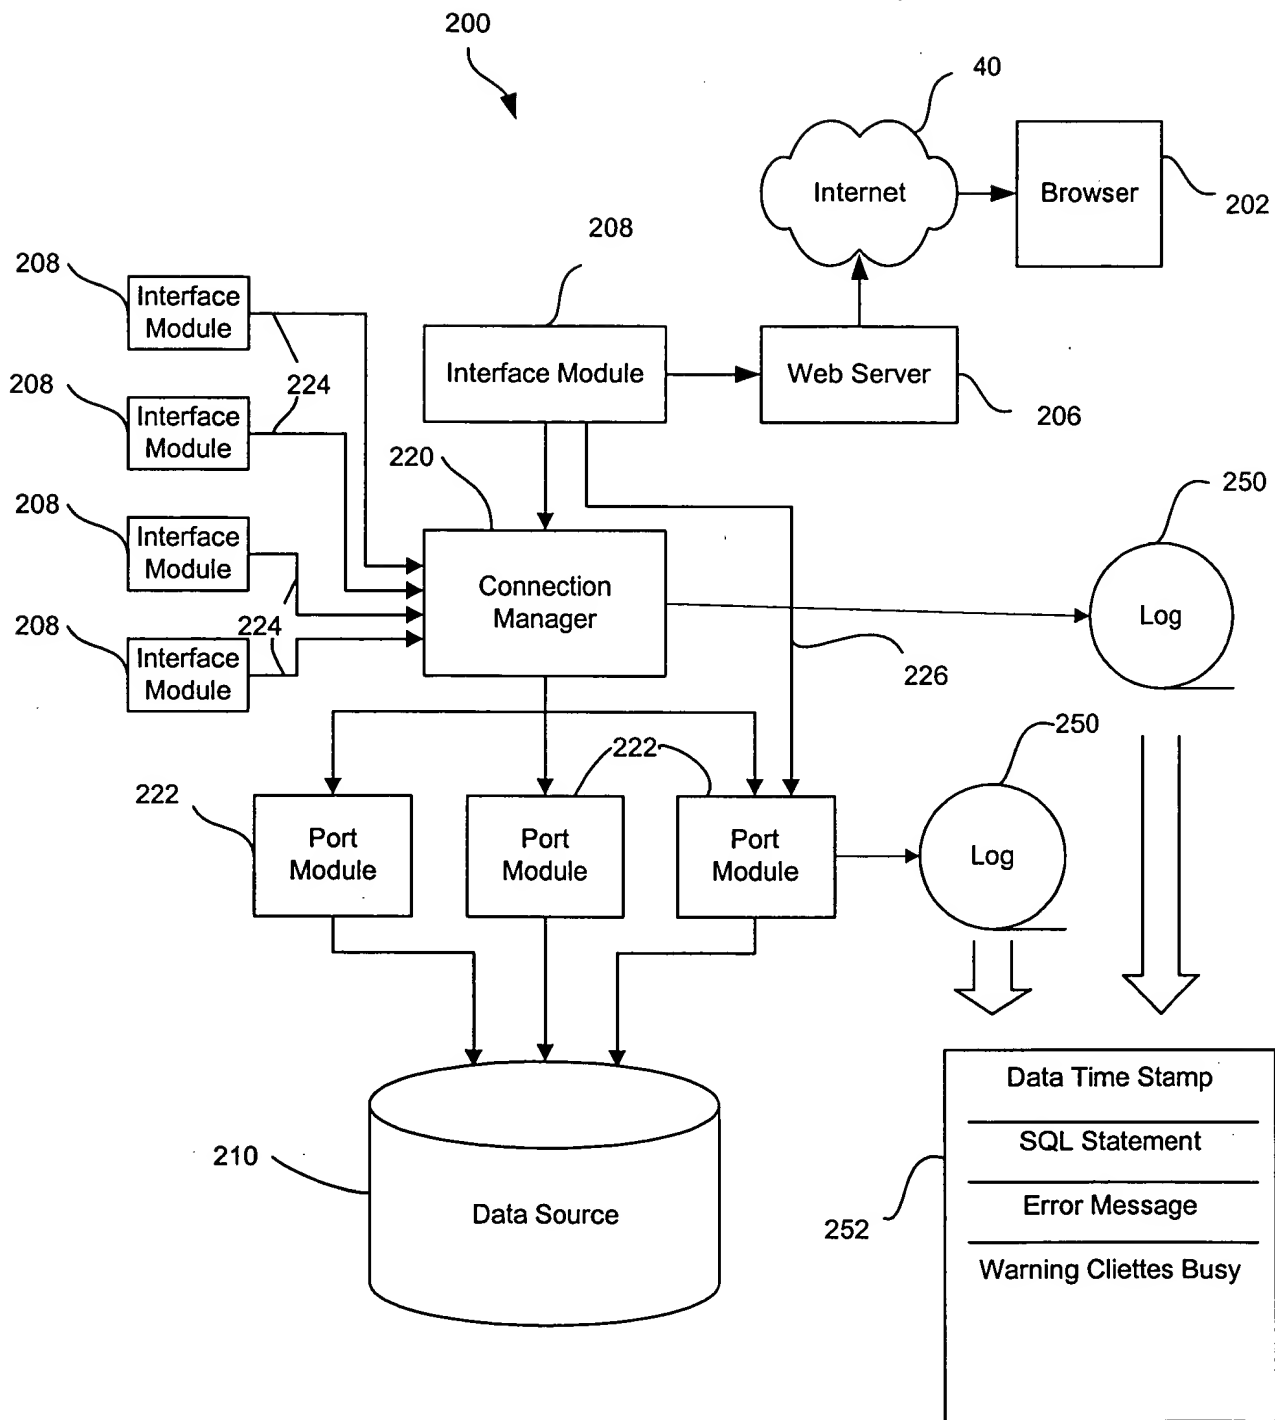 200
40
Internet
Browser
202
208
208
Interface
Module
Interface Module
Web Server
206
224
208
Interface
Module
220
208
Interface
Module
Connection
Manager
250
Log
208
224
Interface
Module
226
250
222
222
Port
Module
Port
Module
Port
Module
Log
210
Data Source
252
Data Time Stamp
SQL Statement
Error Message
Warning Cliettes Busy